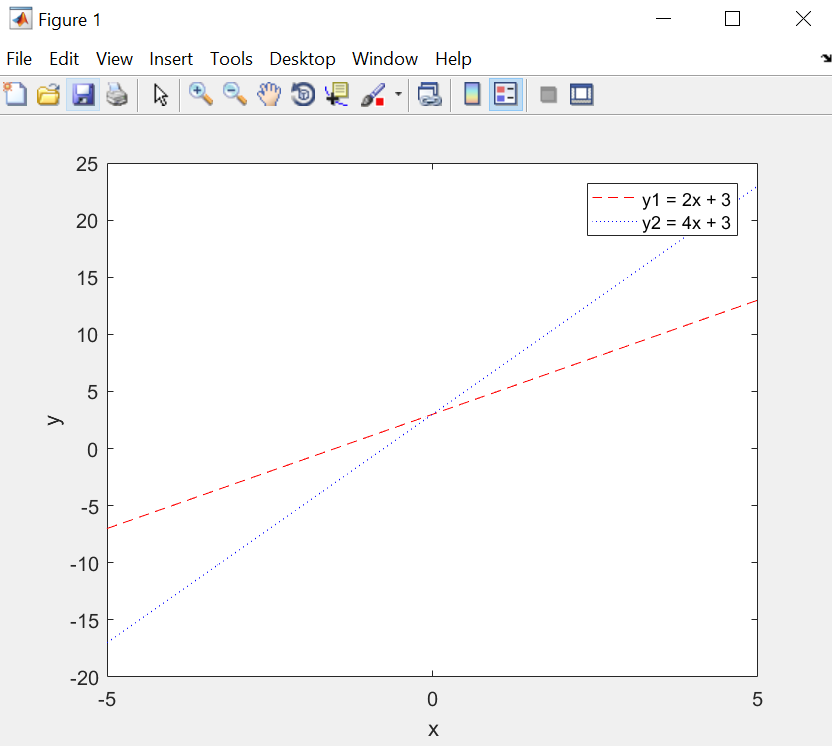 Figure 1
File Edit View Insert Tools Desktop Window Help
25
20
15
10
5
0
-5
-10
-15
-20
y
y1 = 2x + 3
y2 = 4x + 3
-5 0 5
x